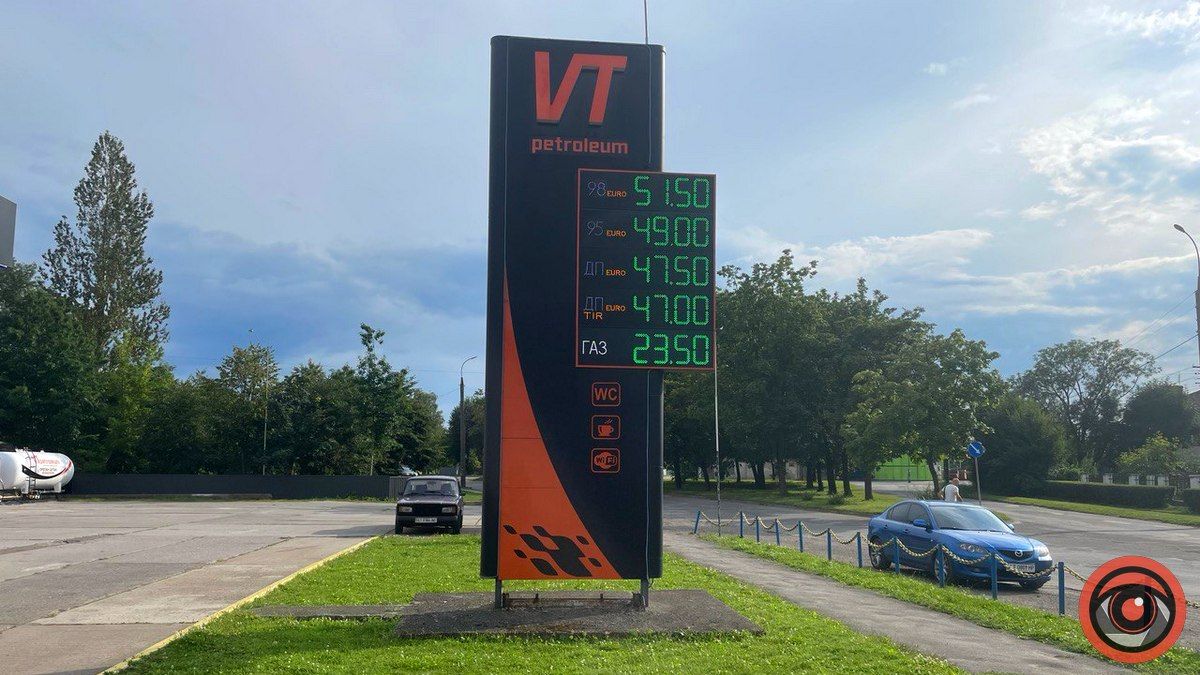 VT
petroleum
98 EURO 51.50
95 EURO 49.00
ДП EURO 47.50
ДП TIR EURO 47.00
ГАЗ 23.50
WC
WiFi